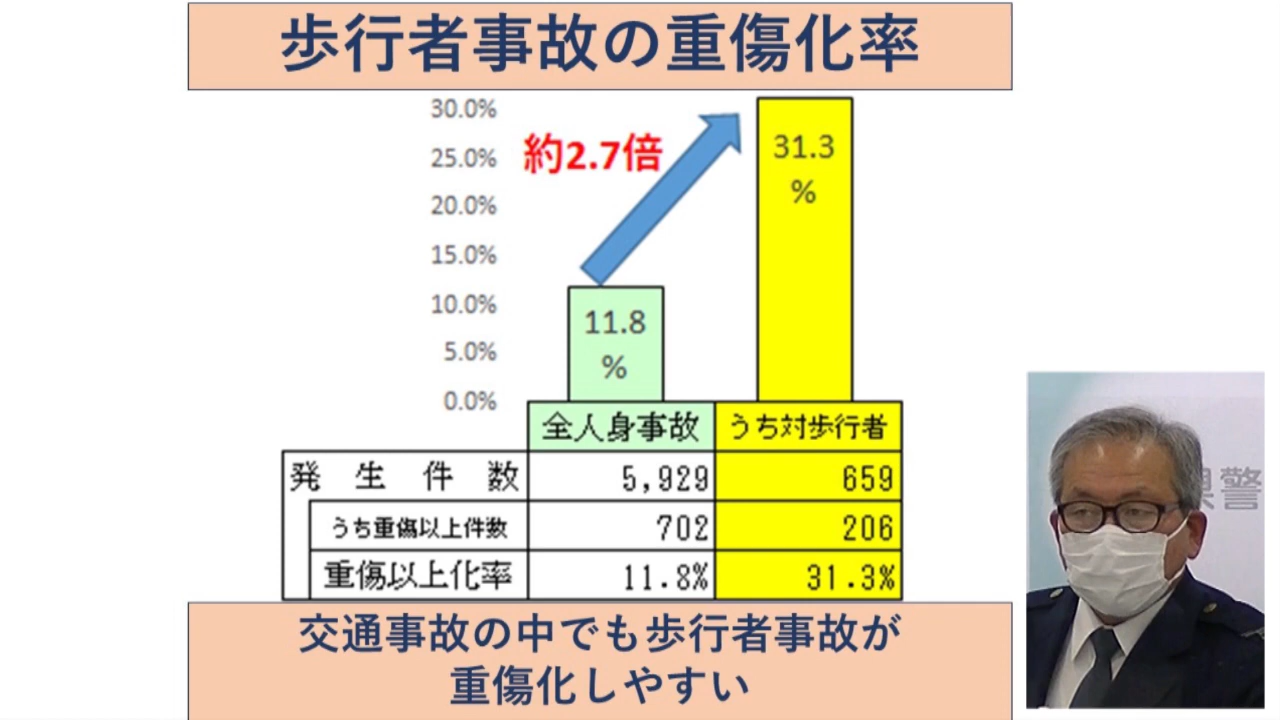 歩行者事故の重傷化率
30.0%
25.0%
20.0%
15.0%
10.0%
5.0%
0.0%
約2.7倍
11.8
%
31.3
%
全人身事故 うち対歩行者
発生件数 5,929 659
うち重傷以上件数 702 206
重傷以上化率 11.8% 31.3%
県警
交通事故の中でも歩行者事故が
重傷化しやすい